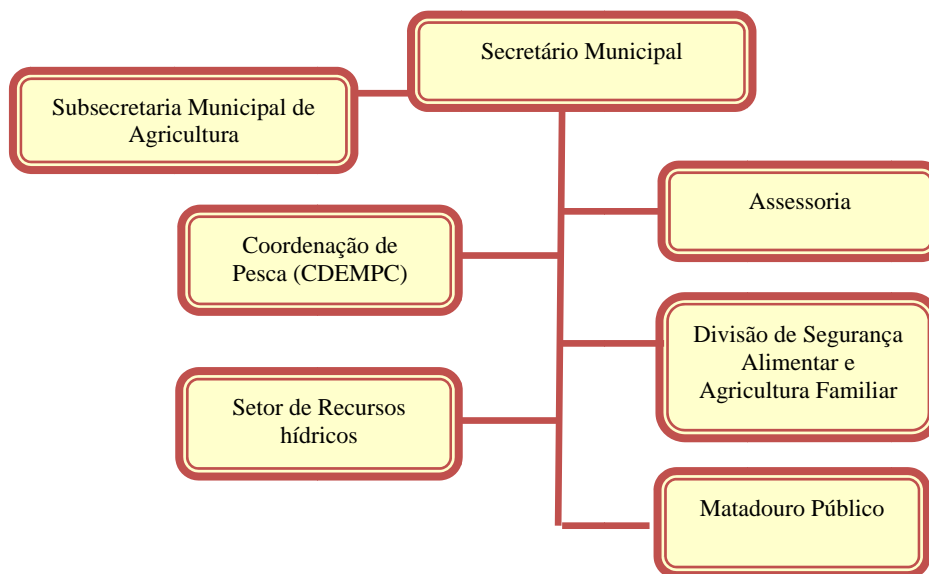 Secretário Municipal
Subsecretaria Municipal de
Agricultura
Assessoria
Coordenação de
Pesca (CDEMPC)
Divisão de Segurança
Alimentar e
Agricultura Familiar
Setor de Recursos
hídricos
Matadouro Público